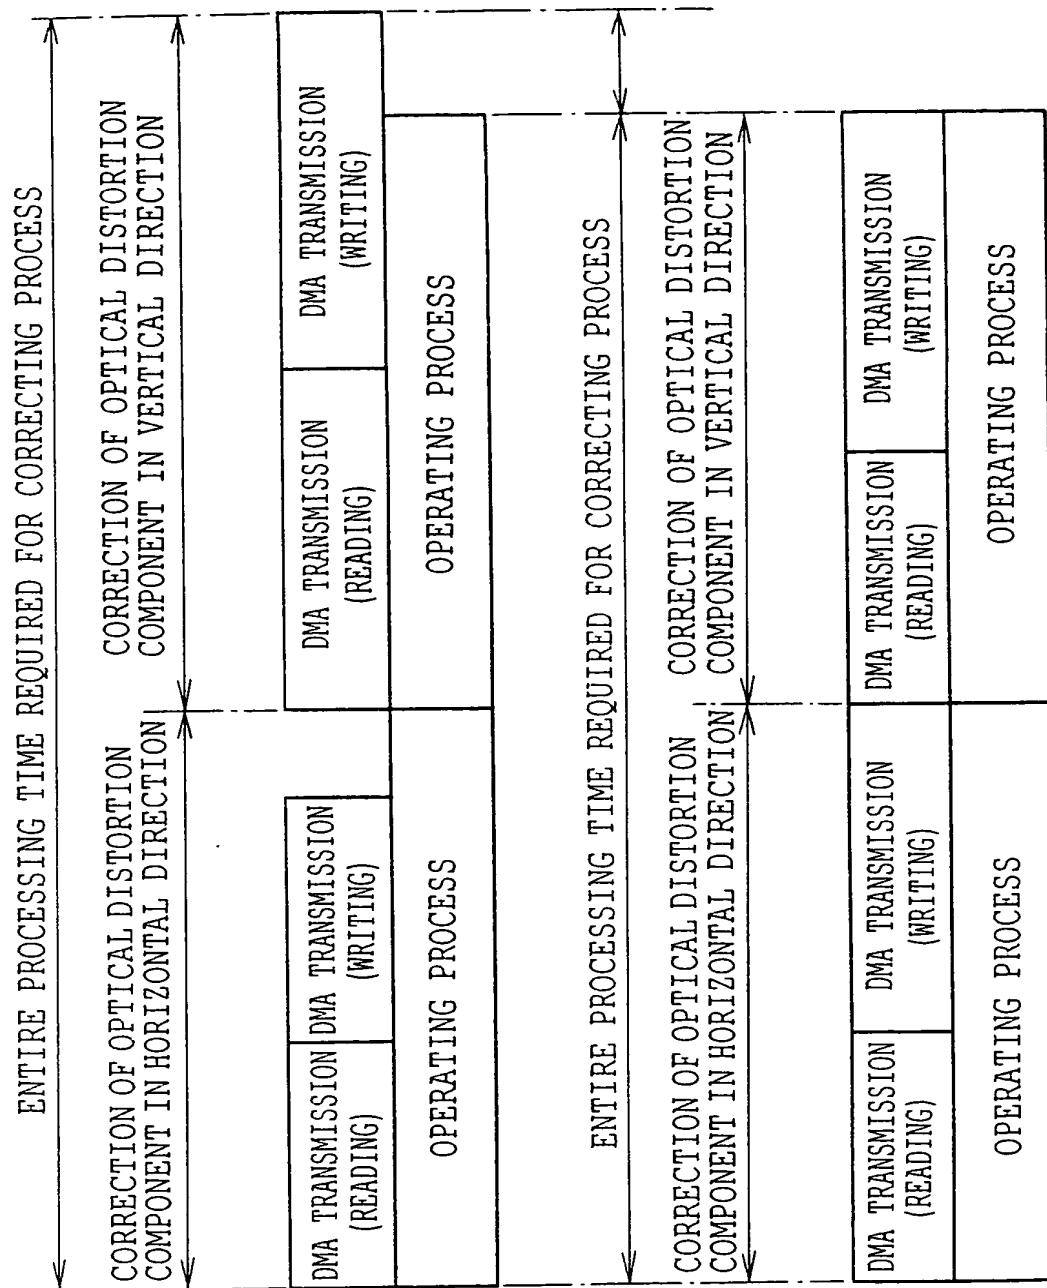 ENTIRE PROCESSING TIME REQUIRED FOR CORRECTING PROCESS
CORRECTION OF OPTICAL DISTORTION
COMPONENT IN HORIZONTAL DIRECTION
CORRECTION OF OPTICAL DISTORTION
COMPONENT IN VERTICAL DIRECTION
DMA TRANSMISSION
(READING)
DMA TRANSMISSION
(WRITING)
DMA TRANSMISSION
(READING)
DMA TRANSMISSION
(WRITING)
OPERATING PROCESS
OPERATING PROCESS
ENTIRE PROCESSING TIME REQUIRED FOR CORRECTING PROCESS
CORRECTION OF OPTICAL DISTORTION
COMPONENT IN HORIZONTAL DIRECTION
CORRECTION OF OPTICAL DISTORTION
COMPONENT IN VERTICAL DIRECTION
DMA TRANSMISSION
(READING)
DMA TRANSMISSION
(WRITING)
DMA TRANSMISSION
(READING)
DMA TRANSMISSION
(WRITING)
OPERATING PROCESS
OPERATING PROCESS